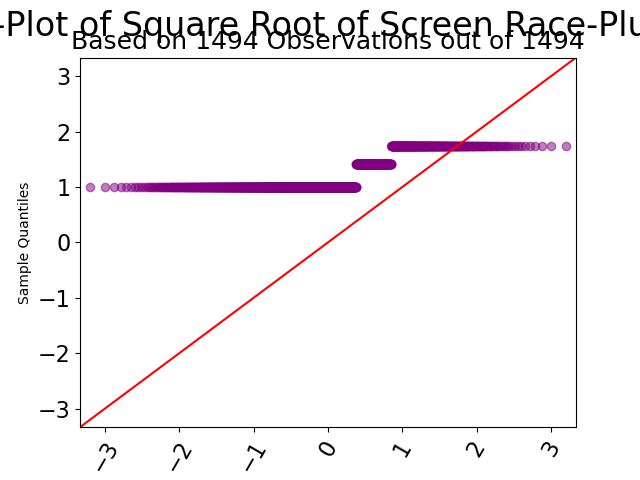 -Plot of Square Root of Screen Race-Plu
Based on 1494 Observations out of 1494
3
2
1
0
−1
−2
−3
Sample Quantiles
−3 −2 −1 0 1 2 3